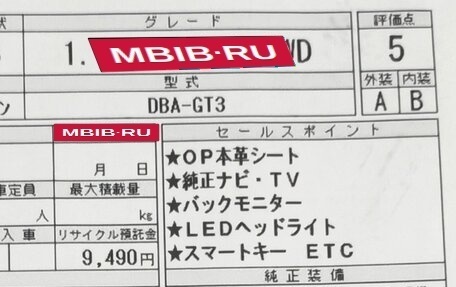 状 グレード 評価点
1. MBIB·RU WD 5
型式 外装 内装
ン DBA-GT3 A B
MBIB·RU セールスポイント
月 日 ★OP本革シート
車定員 最大積載量 ★純正ナビ・TV
人 kg ★バックモニター
入車 リサイクル預託金 ★LEDヘッドライト
9,490円 ★スマートキー ETC
純正装備